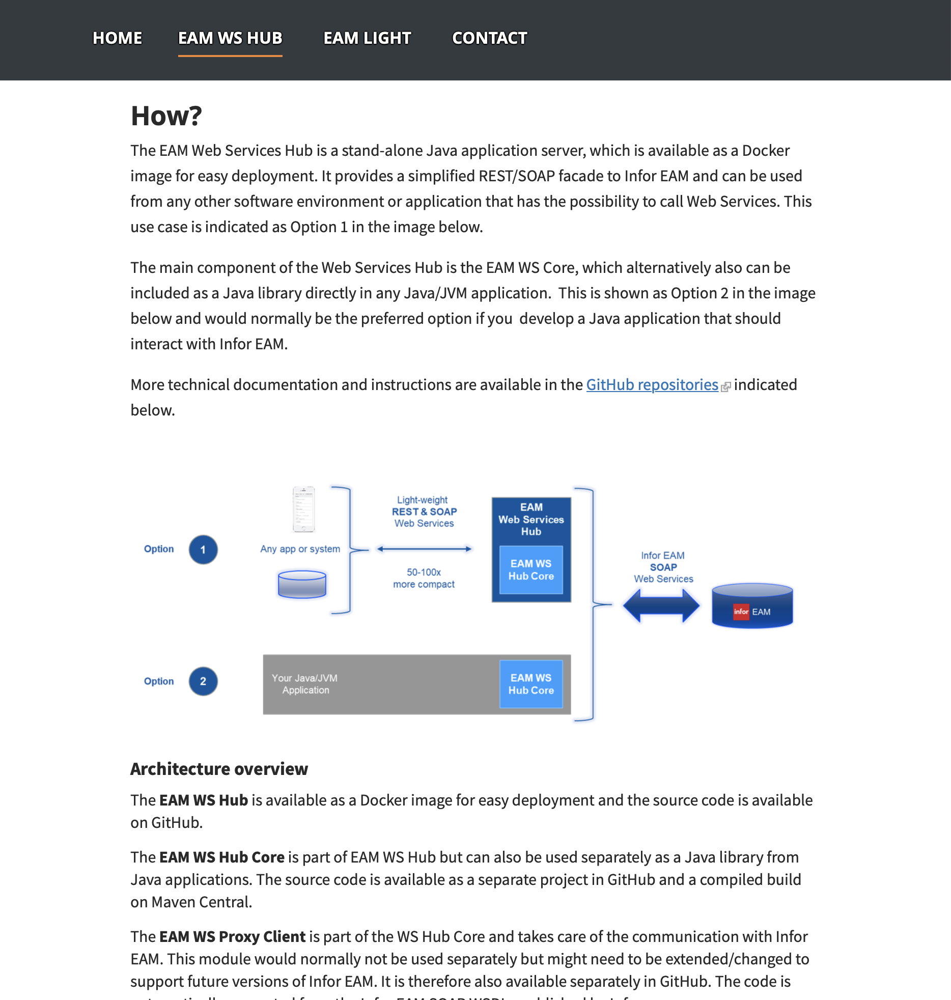 HOME EAM WS HUB EAM LIGHT CONTACT
How?
The EAM Web Services Hub is a stand-alone Java application server, which is available as a Docker
image for easy deployment. It provides a simplified REST/SOAP facade to Infor EAM and can be used
from any other software environment or application that has the possibility to call Web Services. This
use case is indicated as Option 1 in the image below.
The main component of the Web Services Hub is the EAM WS Core, which alternatively also can be
included as a Java library directly in any Java/JVM application.  This is shown as Option 2 in the image
below and would normally be the preferred option if you  develop a Java application that should
interact with Infor EAM.
More technical documentation and instructions are available in the GitHub repositories indicated
below.
Option 1
Any app or system
Light-weight
REST & SOAP
Web Services
50-100x
more compact
EAM
Web Services
Hub
EAM WS
Hub Core
Infor EAM
SOAP
Web Services
infor EAM
Option 2
Your Java/JVM
Application
EAM WS
Hub Core
Architecture overview
The EAM WS Hub is available as a Docker image for easy deployment and the source code is available
on GitHub.
The EAM WS Hub Core is part of EAM WS Hub but can also be used separately as a Java library from
Java applications. The source code is available as a separate project in GitHub and a compiled build
on Maven Central.
The EAM WS Proxy Client is part of the WS Hub Core and takes care of the communication with Infor
EAM. This module would normally not be used separately but might need to be extended/changed to
support future versions of Infor EAM. It is therefore also available separately in GitHub. The code is